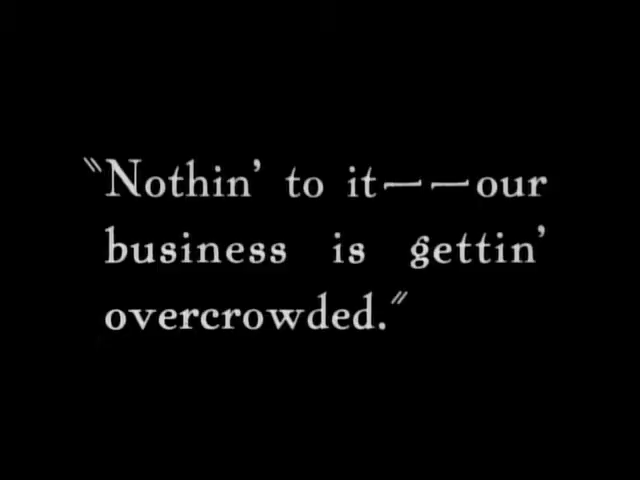 "Nothin' to it——our
business is gettin'
overcrowded."